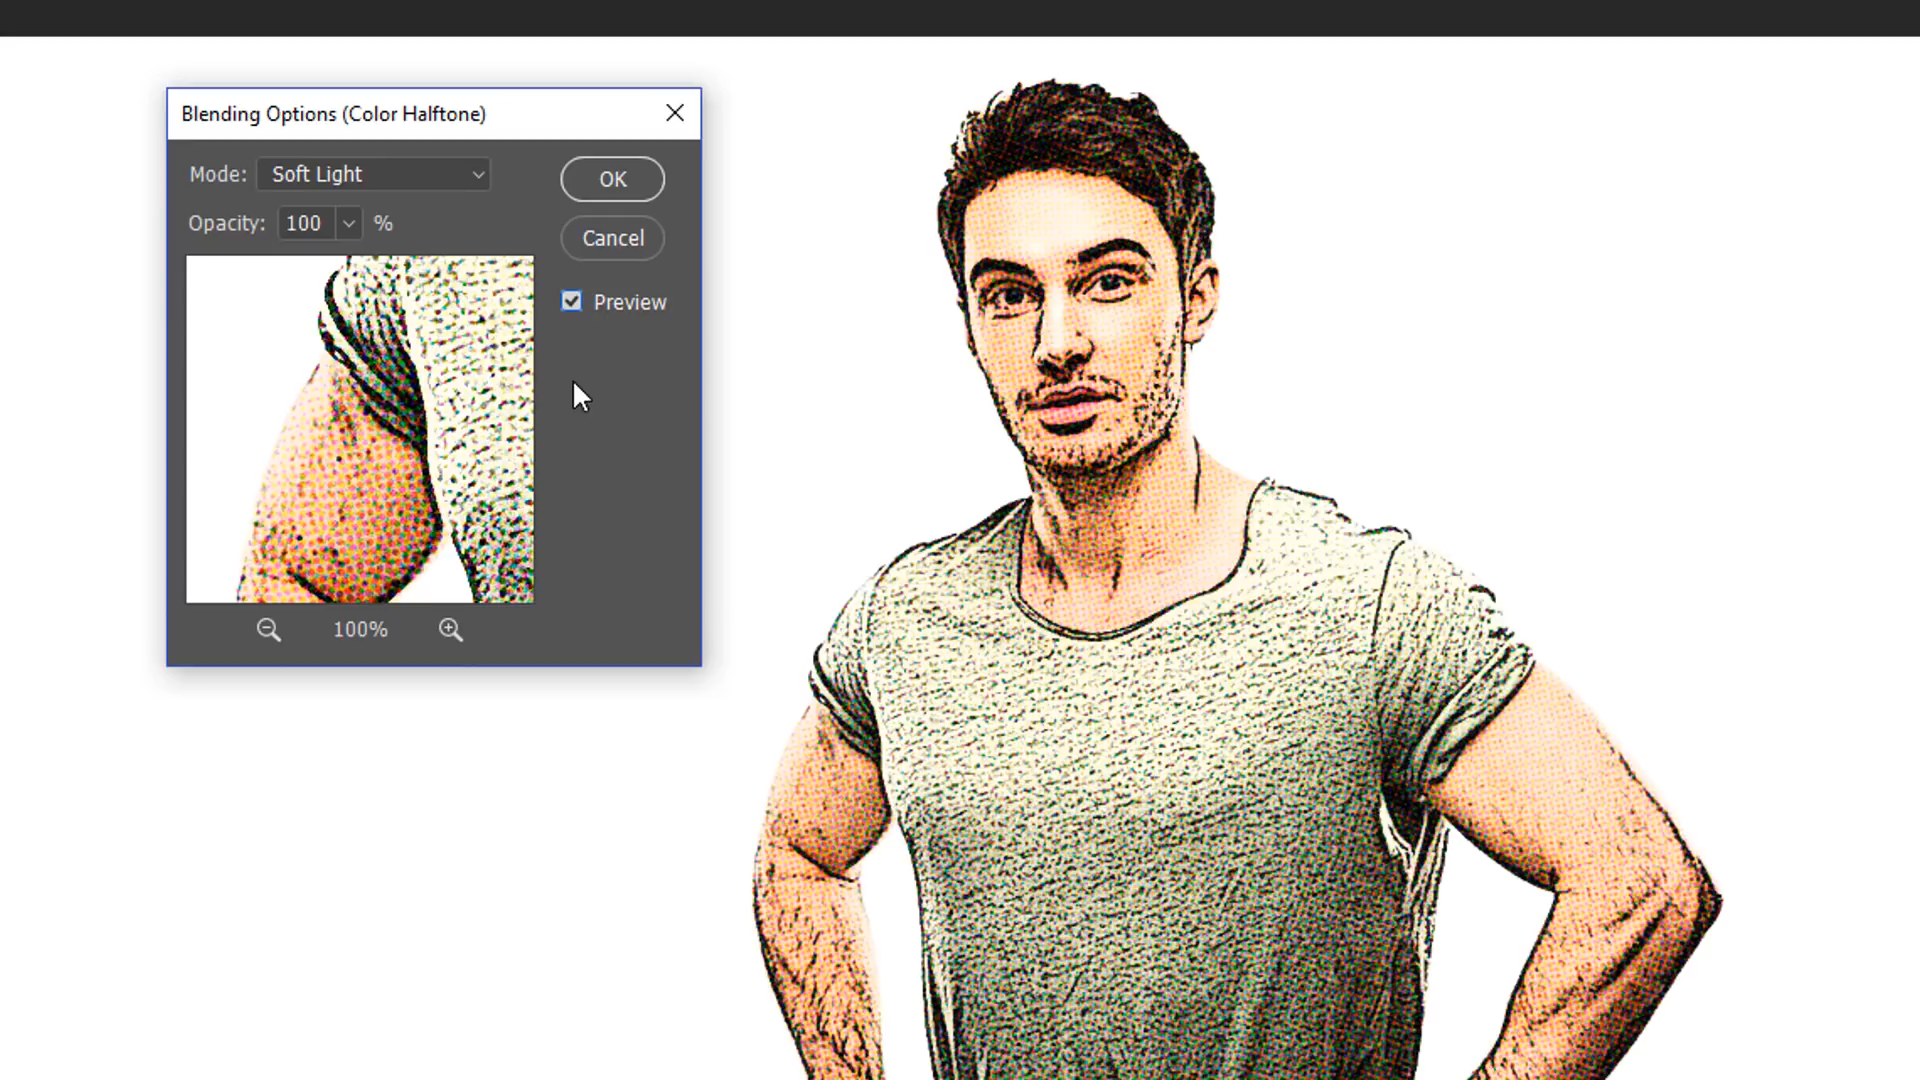 Blending Options (Color Halftone)
Mode: Soft Light
OK
Opacity: 100 %
Cancel
Preview
100%